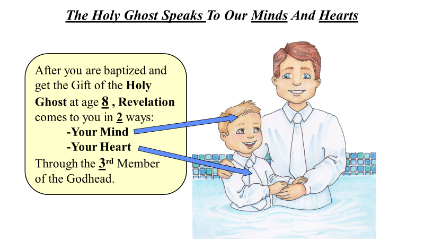 The Holy Ghost Speaks To Our Minds And Hearts
After you are baptized and
get the Gift of the Holy
Ghost at age 8 , Revelation
comes to you in 2 ways:
-Your Mind
-Your Heart
Through the 3rd Member
of the Godhead.